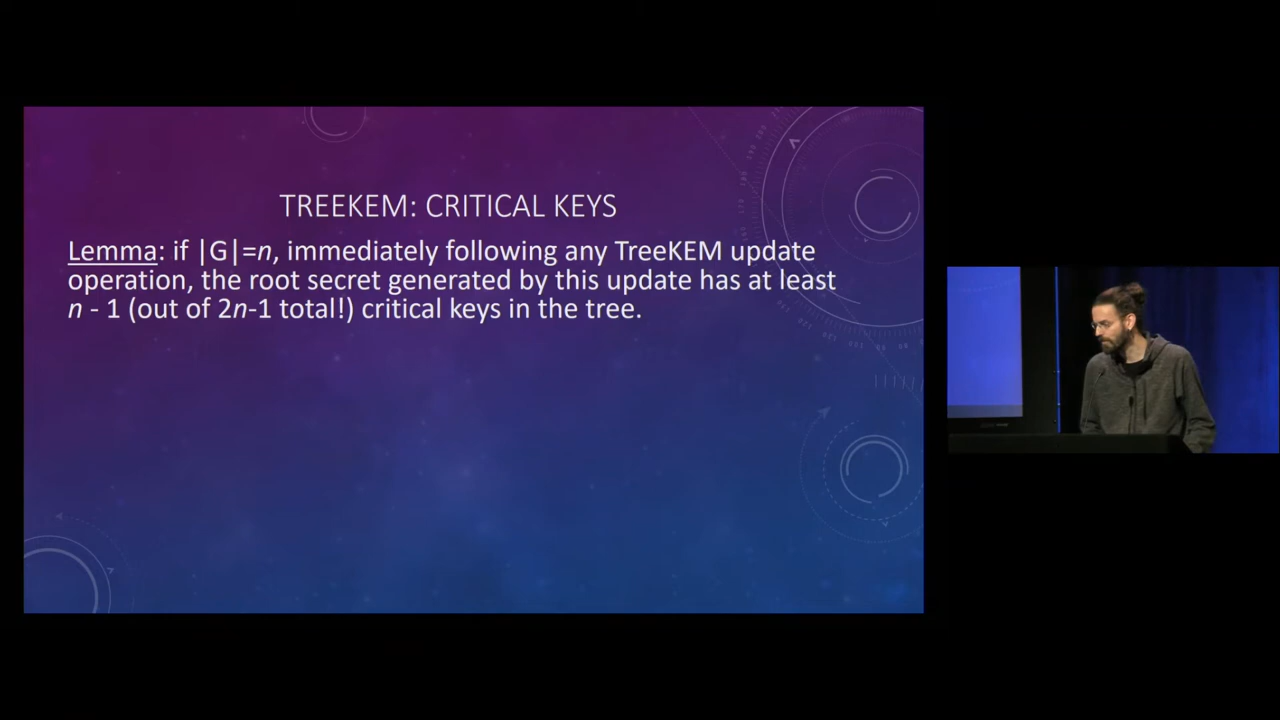 TREEKEM: CRITICAL KEYS
Lemma: if |G|=n, immediately following any TreeKEM update
operation, the root secret generated by this update has at least
n - 1 (out of 2n-1 total!) critical keys in the tree.